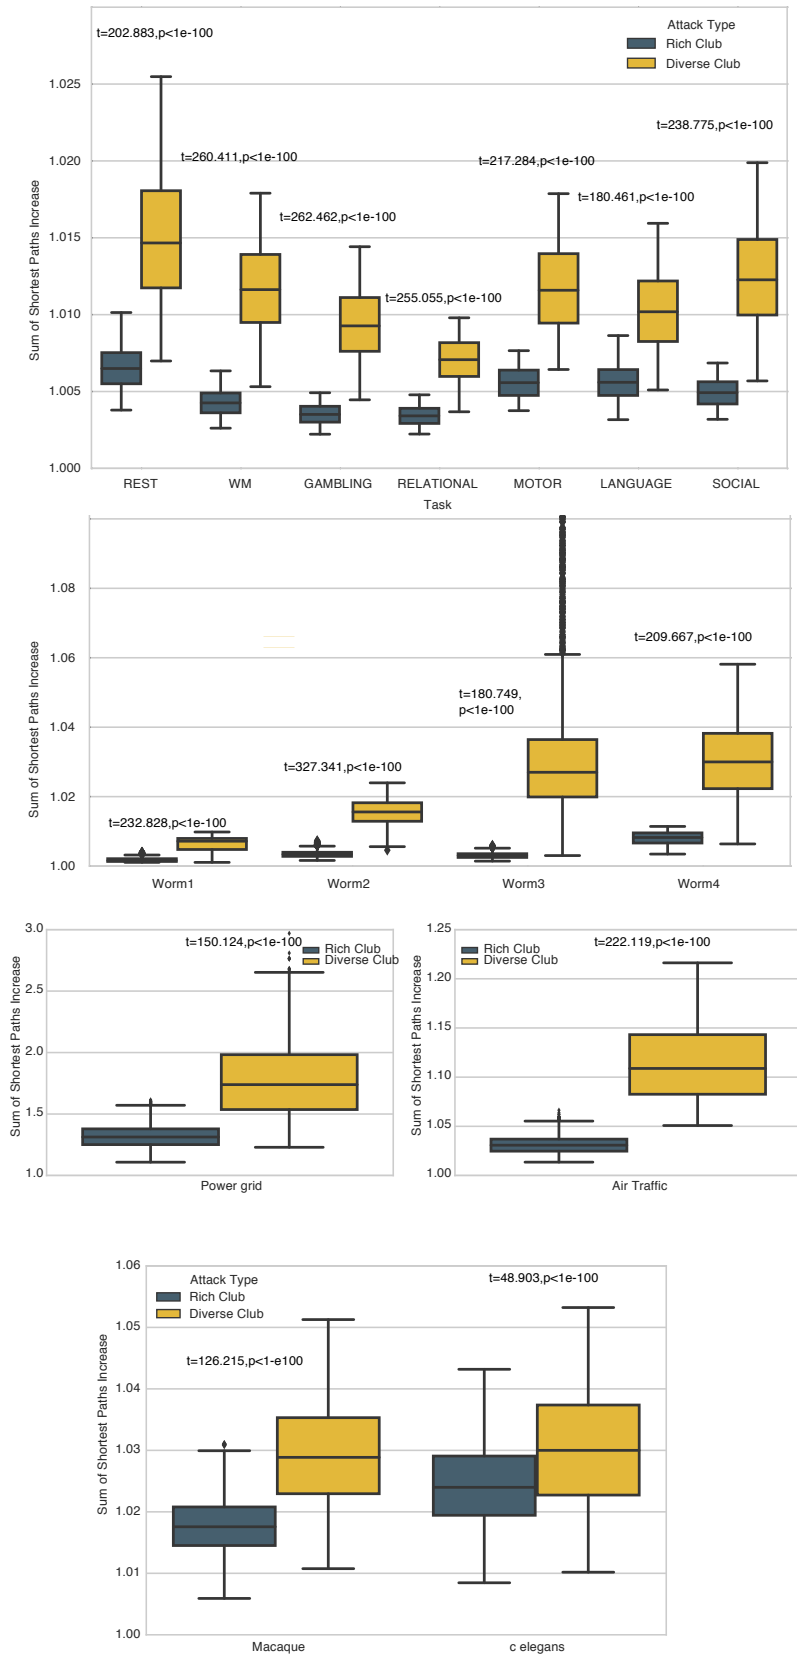 t=202.883,p<1e-100
Attack Type
Rich Club
Diverse Club
t=238.775,p<1e-100
t=260.411,p<1e-100
t=217.284,p<1e-100
t=180.461,p<1e-100
t=262.462,p<1e-100
t=255.055,p<1e-100
Sum of Shortest Paths Increase
1.025
1.020
1.015
1.010
1.005
1.000
REST WM GAMBLING RELATIONAL MOTOR LANGUAGE SOCIAL
Task
Sum of Shortest Paths Increase
1.08
1.06
1.04
1.02
1.00
t=209.667,p<1e-100
t=180.749,
p<1e-100
t=327.341,p<1e-100
t=232.828,p<1e-100
Worm1 Worm2 Worm3 Worm4
Sum of Shortest Paths Increase
3.0
2.5
2.0
1.5
1.0
t=150.124,p<1e-100
Rich Club
Diverse Club
Power grid
Sum of Shortest Paths Increase
1.25
1.20
1.15
1.10
1.05
1.00
t=222.119,p<1e-100
Rich Club
Diverse Club
Air Traffic
Sum of Shortest Paths Increase
1.06
1.05
1.04
1.03
1.02
1.01
1.00
Attack Type
Rich Club
Diverse Club
t=48.903,p<1e-100
t=126.215,p<1-e100
Macaque c elegans